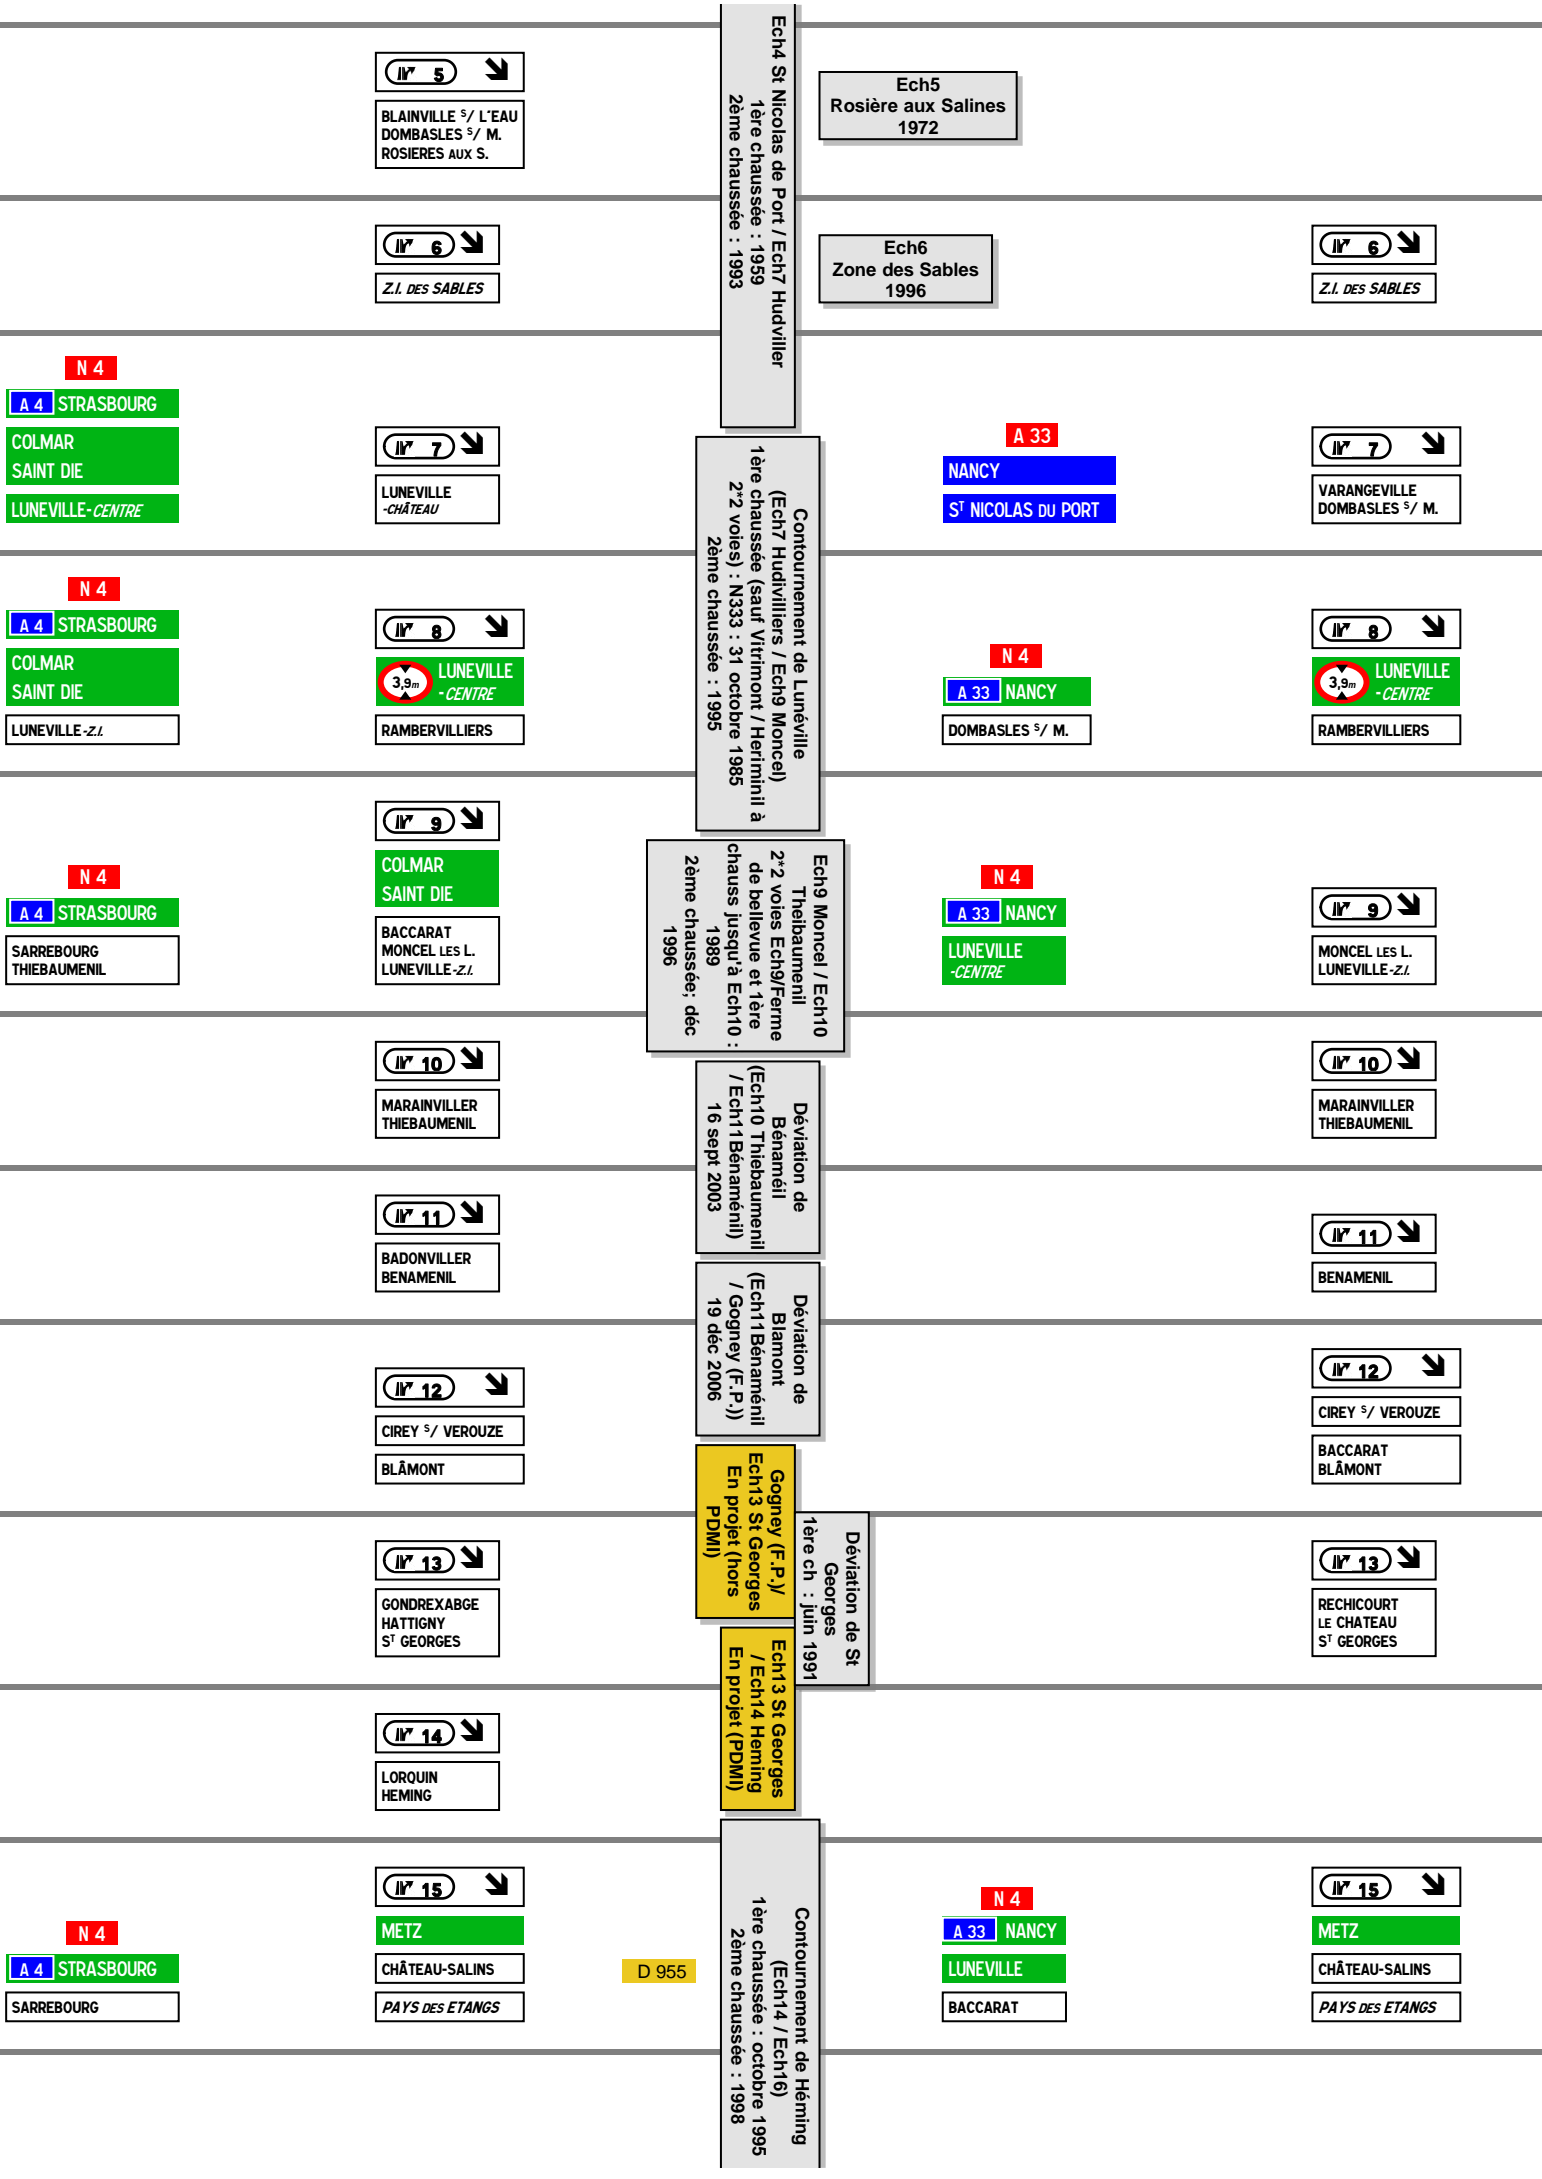 Ech4 St Nicolas de Port / Ech7 Hudviller
1ère chaussée : 1959
2ème chaussée : 1993
5
BLAINVILLE S/ L'EAU
DOMBASLES S/ M.
ROSIERES AUX S.
Ech5
Rosière aux Salines
1972
6
Z.I. DES SABLES
Ech6
Zone des Sables
1996
6
Z.I. DES SABLES
N 4
A 4 STRASBOURG
COLMAR
SAINT DIE
LUNEVILLE-CENTRE
7
LUNEVILLE
-CHÂTEAU
Contournement de Lunéville
(Ech7 Hudivilliers / Ech9 Moncel)
1ère chaussée (sauf Vitrimont / Heriminil à
2*2 voies) : N333 : 31 octobre 1985
2ème chaussée : 1995
A 33
NANCY
ST NICOLAS DU PORT
7
VARANGEVILLE
DOMBASLES S/ M.
N 4
A 4 STRASBOURG
COLMAR
SAINT DIE
LUNEVILLE-Z.I.
8
3,9m
LUNEVILLE
-CENTRE
RAMBERVILLIERS
N 4
A 33 NANCY
DOMBASLES S/ M.
8
3,9m
LUNEVILLE
-CENTRE
RAMBERVILLIERS
N 4
A 4 STRASBOURG
SARREBOURG
THIEBAUMENIL
9
COLMAR
SAINT DIE
BACCARAT
MONCEL LES L.
LUNEVILLE-Z.I.
Ech9 Moncel / Ech10
Theibaumenil
2*2 voies Ech9/Ferme
de bellevue et 1ère
chauss jusqu'à Ech10 :
1989
2ème chaussée; déc
1996
N 4
A 33 NANCY
LUNEVILLE
-CENTRE
9
MONCEL LES L.
LUNEVILLE-Z.I.
10
MARAINVILLER
THIEBAUMENIL
Déviation de
Bénaméil
(Ech10 Thiebaumenil
/ Ech11Bénaménil)
16 sept 2003
10
MARAINVILLER
THIEBAUMENIL
11
BADONVILLER
BENAMENIL
11
BENAMENIL
Déviation de
Blamont
(Ech11Bénaménil
/ Gogney (F.P.))
19 déc 2006
12
CIREY S/ VEROUZE
BLÂMONT
12
CIREY S/ VEROUZE
BACCARAT
BLÂMONT
Gogney (F.P.)/
Ech13 St Georges
En projet (hors
PDMI)
Déviation de St
Georges
1ère ch : juin 1991
13
GONDREXABGE
HATTIGNY
ST GEORGES
13
RECHICOURT
LE CHATEAU
ST GEORGES
Ech13 St Georges
/ Ech14 Heming
En projet (PDMI)
14
LORQUIN
HEMING
Contournement de Héming
(Ech14 / Ech16)
1ère chaussée : octobre 1995
2ème chaussée : 1998
N 4
A 4 STRASBOURG
SARREBOURG
15
METZ
CHÂTEAU-SALINS
PAYS DES ETANGS
D 955
N 4
A 33 NANCY
LUNEVILLE
BACCARAT
15
METZ
CHÂTEAU-SALINS
PAYS DES ETANGS